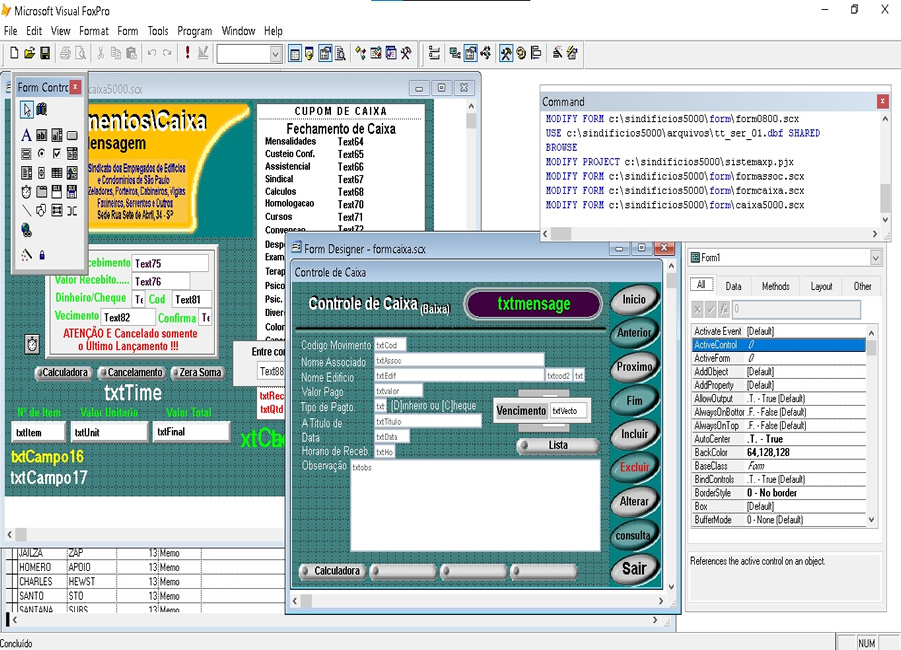 Microsoft Visual FoxPro
File Edit View Format Form Tools Program Window Help
Form Contro
caixa5000.scx
mentos\Caixa
Mensagem
Sindicato dos Empregados de Edifícios
e Condomínios de São Paulo
Zeladores, Porteiros, Cabineiros, Vigias
Faxineiros, Serventes e Outros
Sede Rua Sete de Abril, 34 -SP
CUPOM DE CAIXA
Fechamento de Caixa
Mensalidades Text64
Custeio Conf. Text65
Assistencial Text66
Sindical Text67
Calculos Text68
Homologacao Text70
Cursos Text71
Convencao Text72
Desp
Exam
Terap
Psico
Psic.
Diver
Color
Can
cebimento Text75
Valor Recebito..... Text76
Dinheiro/Cheque Te Cod Text81
Vecimento Text82 Confirma Te
ATENÇÃO E Cancelado somente
o Último Lançamento !!!
Calculadora Cancelamento Zera Soma
Entre co
Text88
txtTime
txtRec
txtQtd
Nº de Item Valor Unitario Valor Total
txtItem txtUnit txtFinal
txtCampo16
txtCampo17
JAILZA ZAP 13 Memo
HOMERO APOIO 13 Memo
CHARLES HEWST 13 Memo
SANTO STO 13 Memo
SANTANA SUBS 13 Memo
Command
MODIFY FORM c:\sindificios5000\form\form0800.scx
USE c:\sindificios5000\arquivos\tt_ser_01.dbf SHARED
BROWSE
MODIFY PROJECT c:\sindificios5000\sistemaxp.pjx
MODIFY FORM c:\sindificios5000\form\formassoc.scx
MODIFY FORM c:\sindificios5000\form\formcaixa.scx
MODIFY FORM c:\sindificios5000\form\caixa5000.scx
Form Designer - formcaixa.scx
Controle de Caixa
Controle de Caixa (Baixa) txtmensage
Codigo Movimento txtCod
Nome Associado txtAssoc
Nome Edificio txtEdif txtcod2 txt
Valor Pago txtvalor
Tipo de Pagto. txt [D]inheiro ou [C]heque
A Titulo de txtTitulo
Data txtData
Horario de Receb. txtHo
Observação txtobs
Vencimento txtVecto
Lista
Inicio
Anterior
Proximo
Fim
Incluir
Excluir
Alterar
consulta
Sair
Calculadora
Form1
All Data Methods Layout Other
0
Activate Event [Default]
ActiveControl 0
ActiveForm 0
AddObject [Default]
AddProperty [Default]
AllowOutput .T. - True (Default)
AlwaysOnBottor .F. - False (Default)
AlwaysOnTop .F. - False (Default)
AutoCenter .T. - True
BackColor 64,128,128
BaseClass Form
BindControls .T. - True (Default)
BorderStyle 0 - No border
Box [Default]
BufferMode 0 - None (Default)
References the active control on an object.
Concluído
NUM